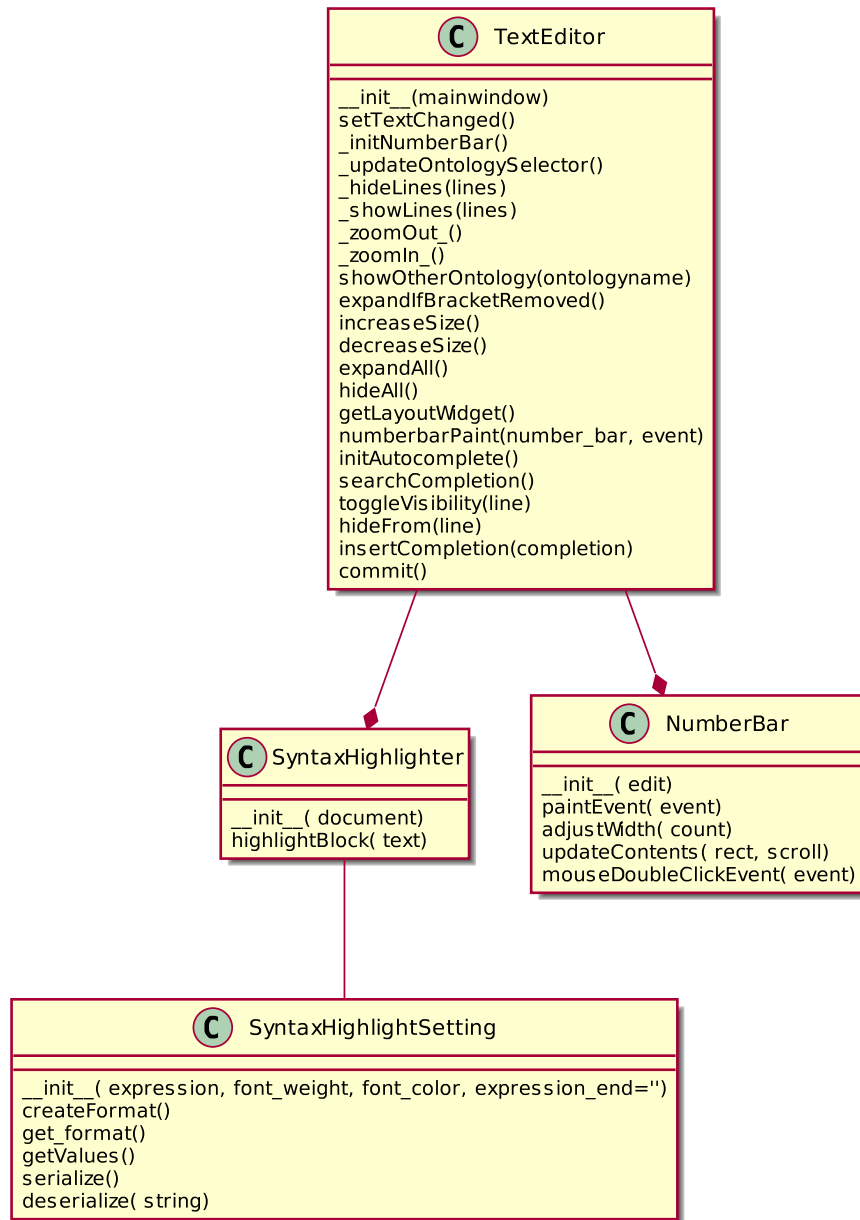 C TextEditor
__init__(mainwindow)
setTextChanged()
_initNumberBar()
_updateOntologySelector()
_hideLines(lines)
_showLines(lines)
_zoomOut_()
_zoomIn_()
showOtherOntology(ontologyname)
expandIfBracketRemoved()
increaseSize()
decreaseSize()
expandAll()
hideAll()
getLayoutWidget()
numberbarPaint(number_bar, event)
initAutocomplete()
searchCompletion()
toggleVisibility(line)
hideFrom(line)
insertCompletion(completion)
commit()
C SyntaxHighlighter
__init__( document)
highlightBlock( text)
C NumberBar
__init__( edit)
paintEvent( event)
adjustWidth( count)
updateContents( rect, scroll)
mouseDoubleClickEvent( event)
C SyntaxHighlightSetting
__init__( expression, font_weight, font_color, expression_end='')
createFormat()
get_format()
getValues()
serialize()
deserialize( string)